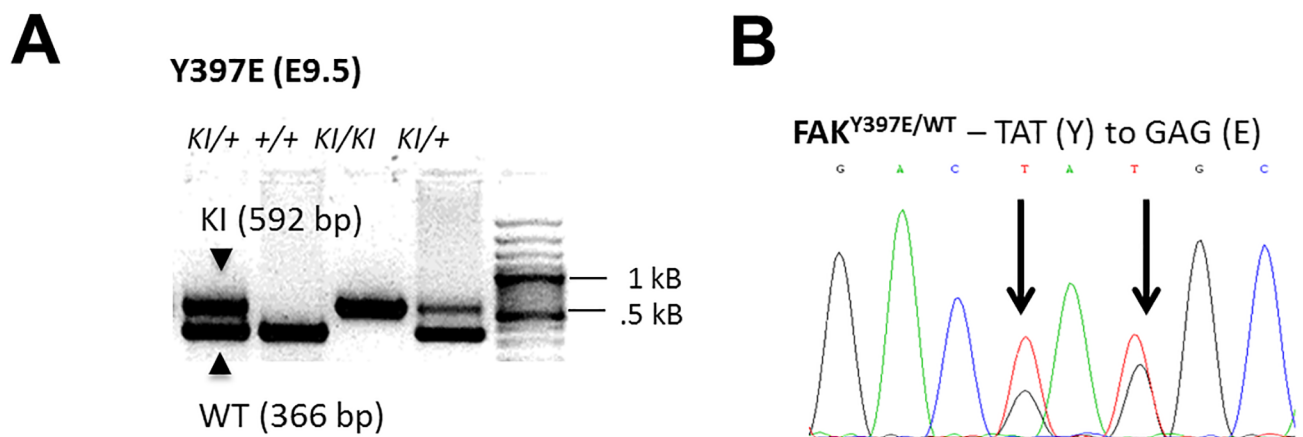 A
Y397E (E9.5)
KI/+ +/+ KI/KI KI/+
KI (592 bp)
1 kB
.5 kB
WT (366 bp)
B
FAKY397E/WT – TAT (Y) to GAG (E)
G A C T A T G C